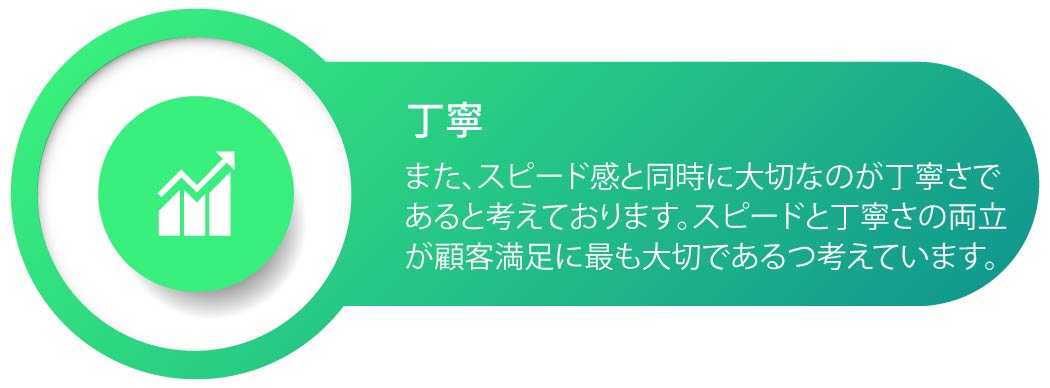 丁寧
また、スピード感と同時に大切なのが丁寧さで
あると考えております。スピードと丁寧さの両立
が顧客満足に最も大切であるつ考えています。